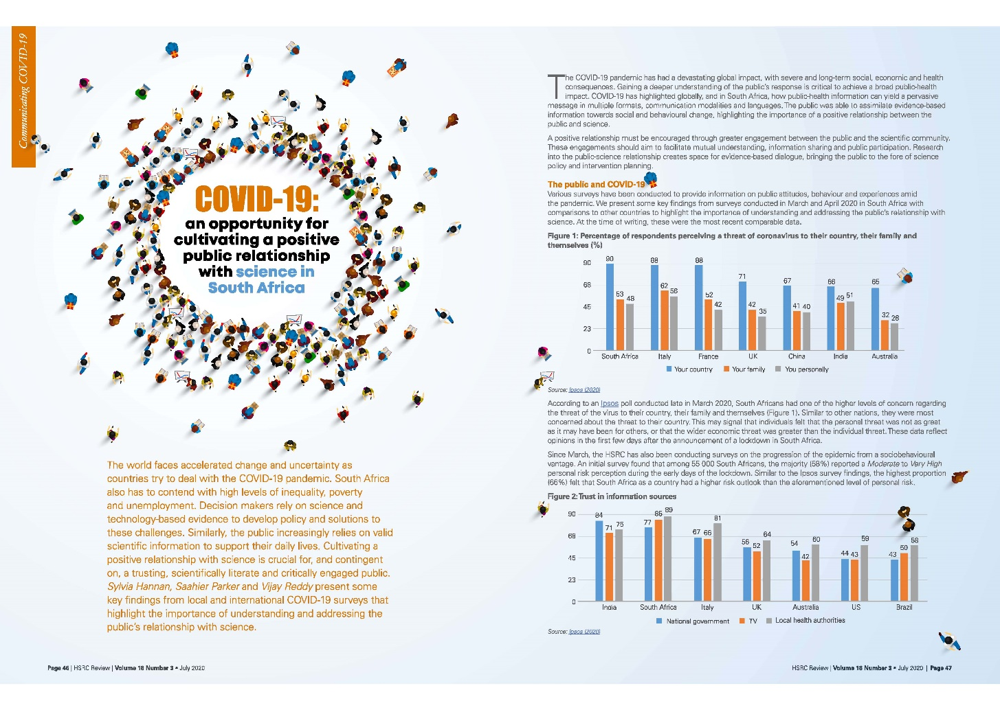 Communicating COVID-19
COVID-19:
an opportunity for
cultivating a positive
public relationship
with science in
South Africa
The world faces accelerated change and uncertainty as
countries try to deal with the COVID-19 pandemic. South Africa
also has to contend with high levels of inequality, poverty
and unemployment. Decision makers rely on science and
technology-based evidence to develop policy and solutions to
these challenges. Similarly, the public increasingly relies on valid
scientific information to support their daily lives. Cultivating a
positive relationship with science is crucial for, and contingent
on, a trusting, scientifically literate and critically engaged public.
Sylvia Hannan, Saahier Parker and Vijay Reddy present some
key findings from local and international COVID-19 surveys that
highlight the importance of understanding and addressing the
public's relationship with science.
Page 46 | HSRC Review | Volume 18 Number 3 • July 2020
The COVID-19 pandemic has had a devastating global impact, with severe and long-term social, economic and health
consequences. Gaining a deeper understanding of the public's response is critical to achieve a broad public-health
impact. COVID-19 has highlighted globally, and in South Africa, how public-health information can yield a pervasive
message in multiple formats, communication modalities and languages. The public was able to assimilate evidence-based
information towards social and behavioural change, highlighting the importance of a positive relationship between the
public and science.
A positive relationship must be encouraged through greater engagement between the public and the scientific community.
These engagements should aim to facilitate mutual understanding, information sharing and public participation. Research
into the public-science relationship creates space for evidence-based dialogue, bringing the public to the fore of science
policy and intervention planning.
The public and COVID-19
Various surveys have been conducted to provide information on public attitudes, behaviour and experiences amid
the pandemic. We present some key findings from surveys conducted in March and April 2020 in South Africa with
comparisons to other countries to highlight the importance of understanding and addressing the public's relationship with
science. At the time of writing, these were the most recent comparable data.
Figure 1: Percentage of respondents perceiving a threat of coronavirus to their country, their family and
themselves (%)
90 68 45 23 0
90 53 48
88 62 56
88 52 42
71 42 35
67 41 40
66 49 51
65 32 28
South Africa Italy France UK China India Australia
Your country Your family You personally
Source: Ipsos (2020)
According to an Ipsos poll conducted late in March 2020, South Africans had one of the higher levels of concern regarding
the threat of the virus to their country, their family and themselves (Figure 1). Similar to other nations, they were most
concerned about the threat to their country. This may signal that individuals felt that the personal threat was not as great
as it may have been for others, or that the wider economic threat was greater than the individual threat. These data reflect
opinions in the first few days after the announcement of a lockdown in South Africa.
Since March, the HSRC has also been conducting surveys on the progression of the epidemic from a sociobehavioural
vantage. An initial survey found that among 55 000 South Africans, the majority (58%) reported a Moderate to Very High
personal risk perception during the early days of the lockdown. Similar to the Ipsos survey findings, the highest proportion
(66%) felt that South Africa as a country had a higher risk outlook than the aforementioned level of personal risk.
Figure 2: Trust in information sources
90 68 45 23 0
84 71 75
77 85 89
67 66 81
56 52 64
54 42 60
44 43 59
43 50 58
India South Africa Italy UK Australia US Brazil
National government TV Local health authorities
Source: Ipsos (2020)
HSRC Review | Volume 18 Number 3 • July 2020 | Page 47